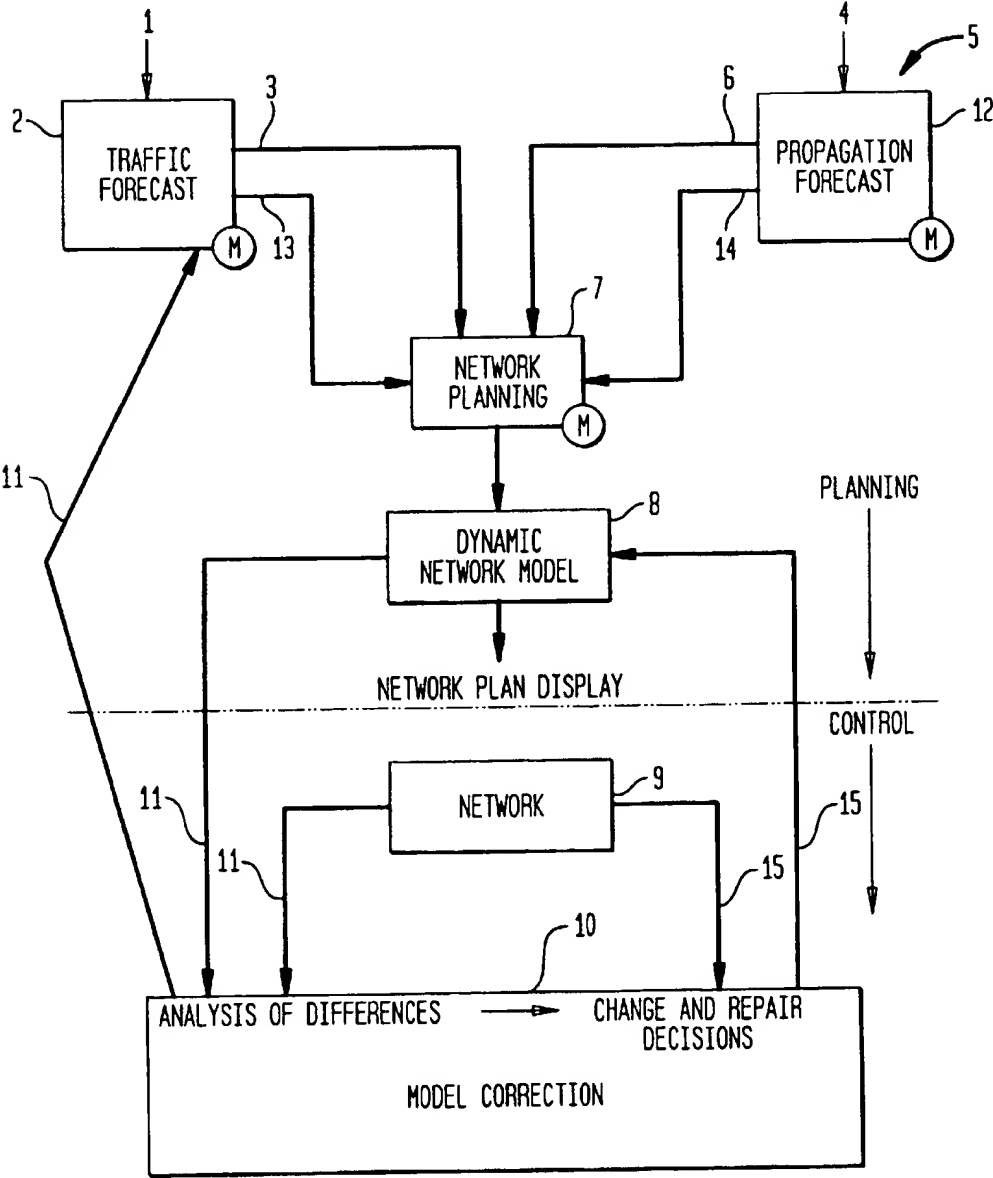 1
4
5
2
3
6
12
TRAFFIC
FORECAST
PROPAGATION
FORECAST
13
14
M
M
7
NETWORK
PLANNING
M
11
PLANNING
8
DYNAMIC
NETWORK MODEL
NETWORK PLAN DISPLAY
CONTROL
9
NETWORK
11
15
11
15
10
ANALYSIS OF DIFFERENCES
CHANGE AND REPAIR
DECISIONS
MODEL CORRECTION